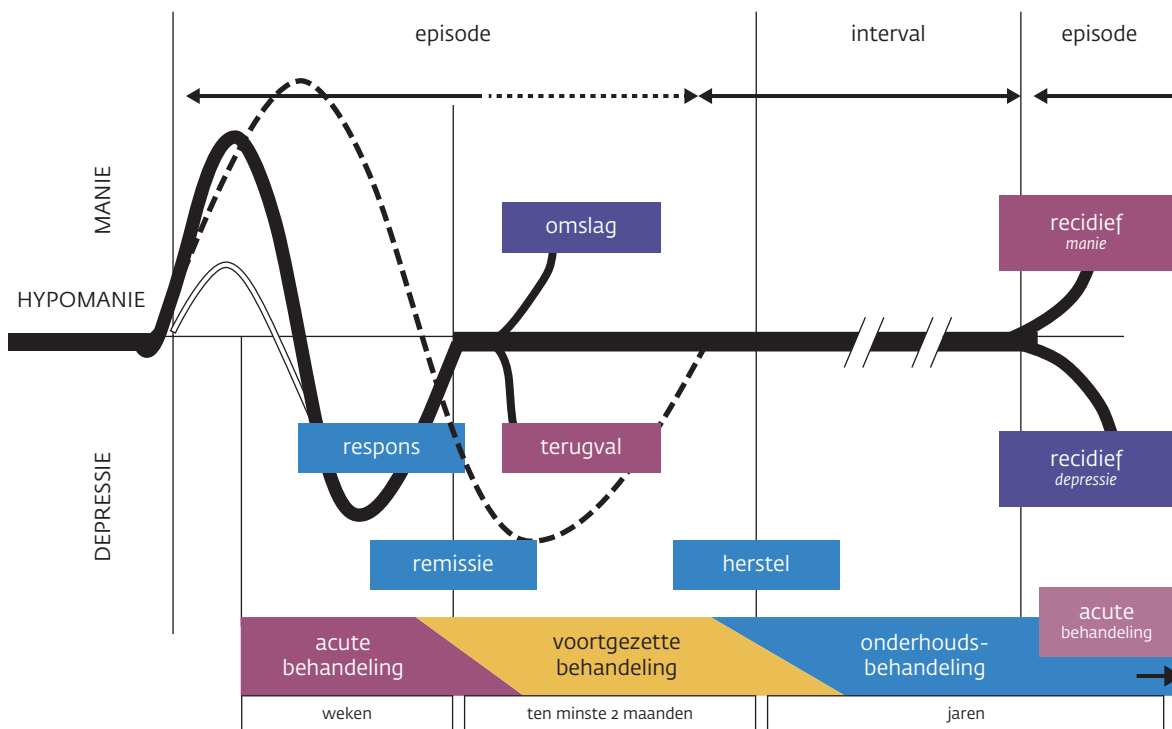 episode
interval
episode
MANIE
HYPOMANIE
DEPRESSIE
omslag
recidief
manie
respons
terugval
recidief
depressie
remissie
herstel
acute
behandeling
voortgezette
behandeling
onderhouds-
behandeling
acute
behandeling
weken
ten minste 2 maanden
jaren